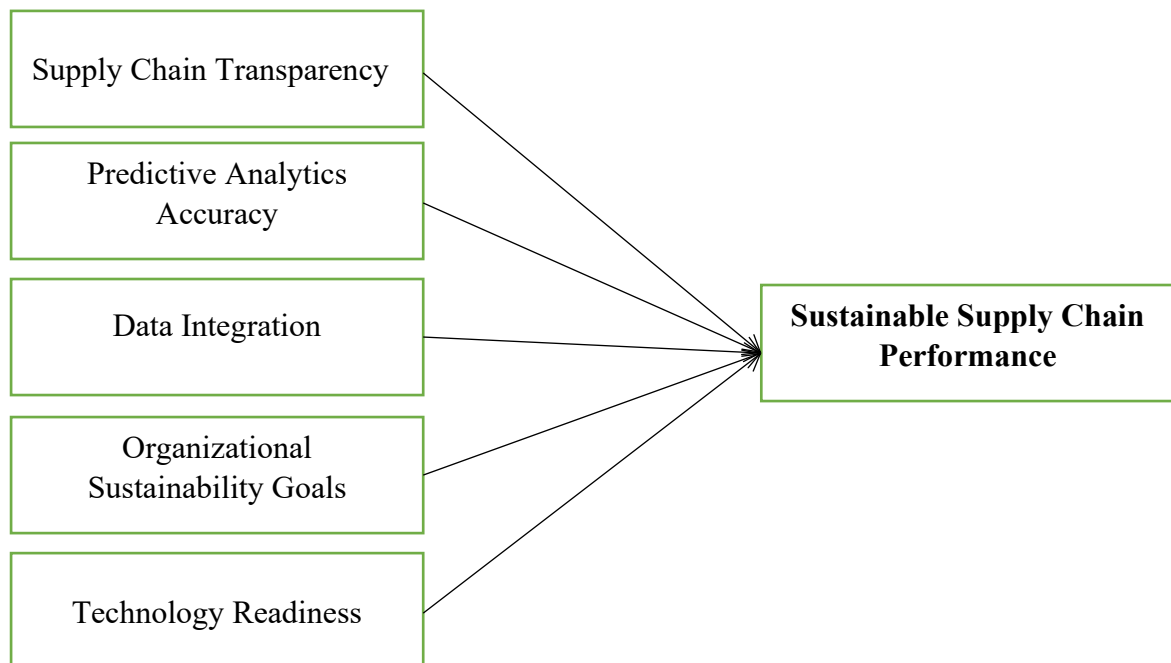 Supply Chain Transparency
Predictive Analytics
Accuracy
Data Integration
Organizational
Sustainability Goals
Technology Readiness
Sustainable Supply Chain
Performance